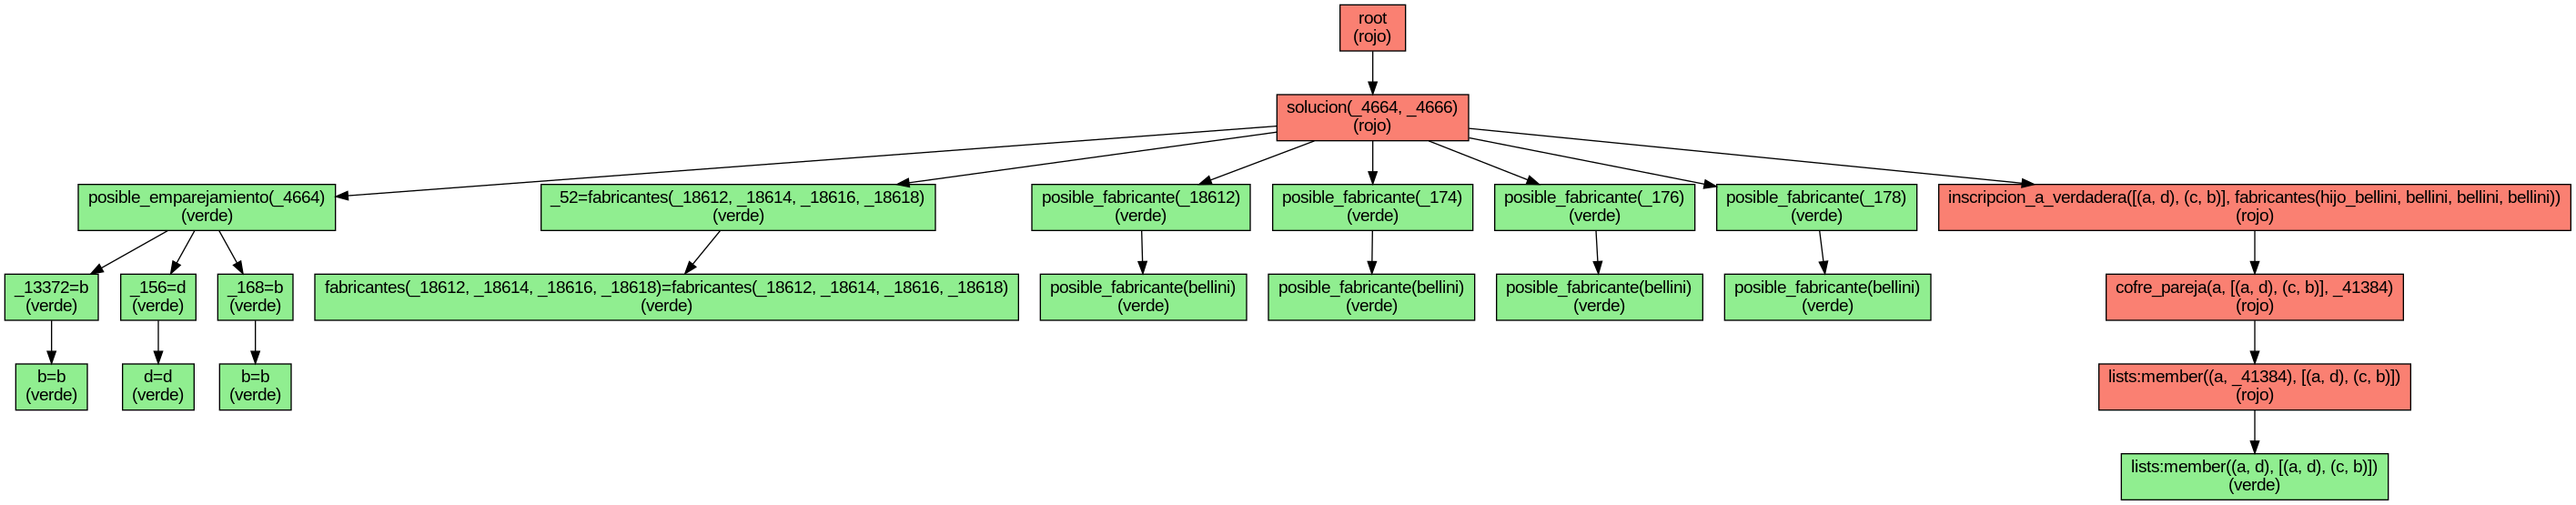 root
(rojo)
solucion(_4664, _4666)
(rojo)
posible_emparejamiento(_4664)
(verde)
_52=fabricantes(_18612, _18614, _18616, _18618)
(verde)
posible_fabricante(_18612)
(verde)
posible_fabricante(_174)
(verde)
posible_fabricante(_176)
(verde)
posible_fabricante(_178)
(verde)
inscripcion_a_verdadera([(a, d), (c, b)], fabricantes(hijo_bellini, bellini, bellini, bellini))
(rojo)
_13372=b
(verde)
_156=d
(verde)
_168=b
(verde)
fabricantes(_18612, _18614, _18616, _18618)=fabricantes(_18612, _18614, _18616, _18618)
(verde)
posible_fabricante(bellini)
(verde)
posible_fabricante(bellini)
(verde)
posible_fabricante(bellini)
(verde)
posible_fabricante(bellini)
(verde)
cofre_pareja(a, [(a, d), (c, b)], _41384)
(rojo)
b=b
(verde)
d=d
(verde)
b=b
(verde)
lists:member((a, _41384), [(a, d), (c, b)])
(rojo)
lists:member((a, d), [(a, d), (c, b)])
(verde)